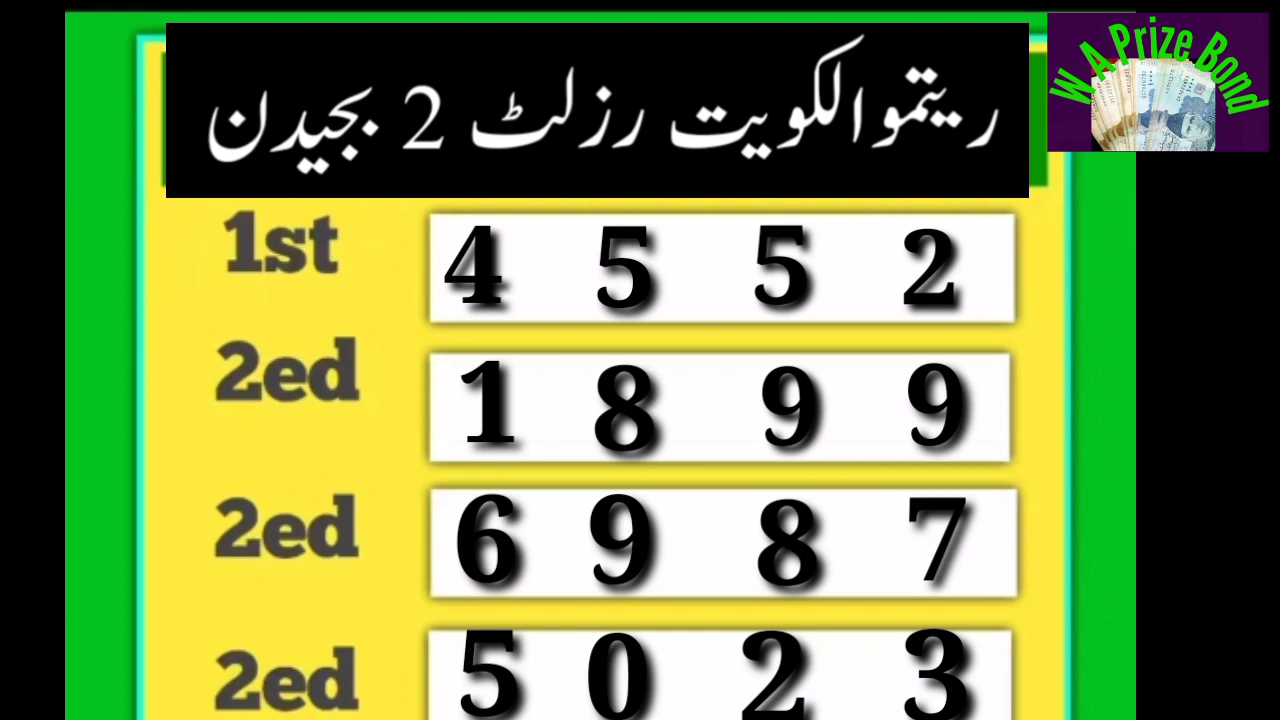 W A Prize Bond
ریتموالکویت رزلٹ 2 بجیدن
1st 4 5 5 2
2ed 1 8 9 9
2ed 6 9 8 7
2ed 5 0 2 3